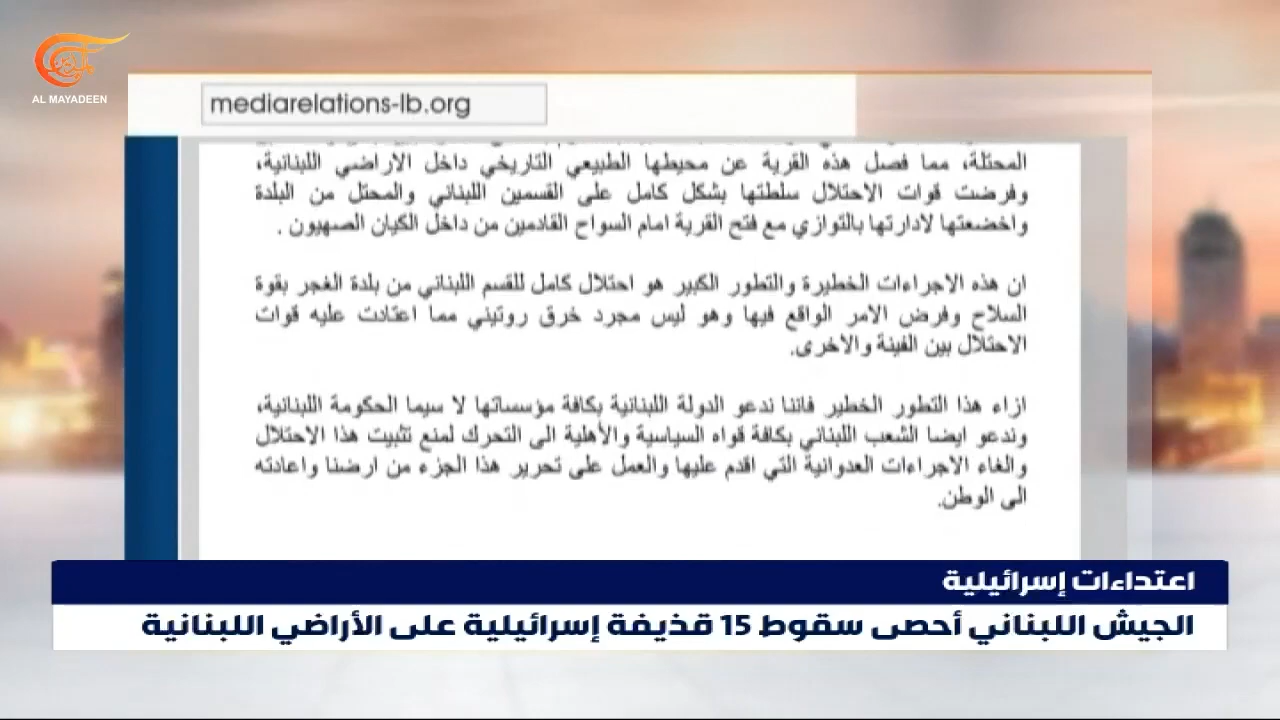 AL MAYADEEN
mediarelations-lb.org
المحتلة، مما فصل هذه القرية عن محيطها الطبيعي التاريخي داخل الاراضي اللبنانية،
وفرضت قوات الاحتلال سلطتها بشكل كامل على القسمين اللبناني والمحتل من البلدة
واخضعتها لادارتها بالتوازي مع فتح القرية امام السواح القادمين من داخل الكيان الصهيون .
ان هذه الاجراءات الخطيرة والتطور الكبير هو احتلال كامل للقسم اللبناني من بلدة الغجر بقوة
السلاح وفرض الامر الواقع فيها وهو ليس مجرد خرق روتيني مما اعتادت عليه قوات
الاحتلال بين الفينة والاخرى.
ازاء هذا التطور الخطير فاننا ندعو الدولة اللبنانية بكافة مؤسساتها لا سيما الحكومة اللبنانية،
وندعو ايضا الشعب اللبناني بكافة قواه السياسية والأهلية الى التحرك لمنع تثبيت هذا الاحتلال
والغاء الاجراءات العدوانية التي اقدم عليها والعمل على تحرير هذا الجزء من ارضنا واعادته
الى الوطن.
اعتداءات إسرائيلية
الجيش اللبناني أحصى سقوط 15 قذيفة إسرائيلية على الأراضي اللبنانية